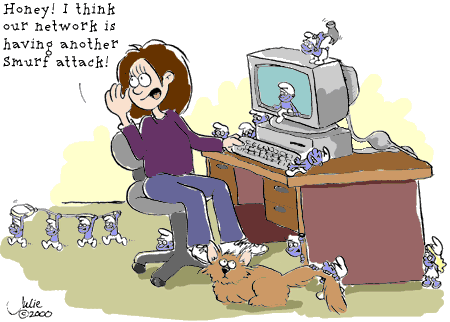 Honey! I think
our network is
having another
Smurf attack!
Julie
©2000